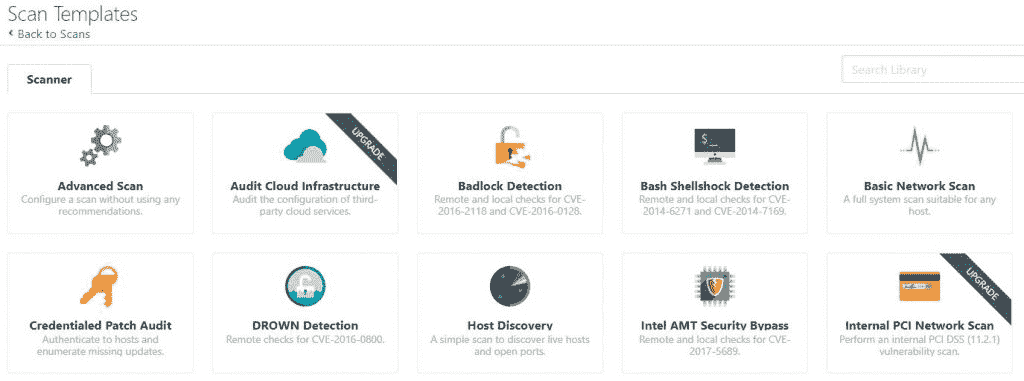 Scan Templates
Back to Scans
Scanner
Search Library
UPGRADE
Advanced Scan
Configure a scan without using any
recommendations.
Audit Cloud Infrastructure
Audit the configuration of third-
party cloud services.
Badlock Detection
Remote and local checks for CVE-
2016-2118 and CVE-2016-0128.
$_
Bash Shellshock Detection
Remote and local checks for CVE-
2014-6271 and CVE-2014-7169.
Basic Network Scan
A full system scan suitable for any
host.
UPGRADE
Credentialed Patch Audit
Authenticate to hosts and
enumerate missing updates.
DROWN Detection
Remote checks for CVE-2016-0800.
Host Discovery
A simple scan to discover live hosts
and open ports.
Intel AMT Security Bypass
Remote and local checks for CVE-
2017-5689.
Internal PCI Network Scan
Perform an internal PCI DSS (11.2.1)
vulnerability scan.